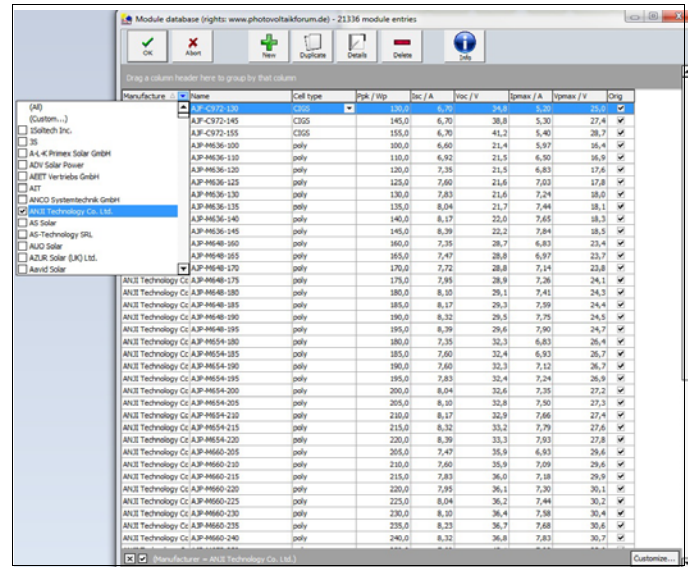 Module database (rights: www.photovoltaikforum.de) - 21336 module entries
OK Abort New Duplicate Details Delete Info
Drag a column header here to group by that column
Manufacture Name Cell type Ppk / Wp Isc / A Voc / V Ipmax / A Vpmax / V Orig
(All)
(Custom...)
1Soltech Inc.
3S
A-L-K Primex Solar GmbH
ADV Solar Power
AEET Vertriebs GmbH
AIT
ANCO Systemtechnik GmbH
ANJI Technology Co. Ltd.
AS Solar
AS-Technology SRL
AUO Solar
AZUR Solar (UK) Ltd.
Aavid Solar
AJF-C972-130 CIGS 130,0 6,70 34,8 5,20 25,0
AJF-C972-145 CIGS 145,0 6,70 38,8 5,30 27,4
AJF-C972-155 CIGS 155,0 6,70 41,2 5,40 28,7
AJP-M636-100 poly 100,0 6,60 21,4 5,97 16,4
AJP-M636-110 poly 110,0 6,92 21,5 6,50 16,9
AJP-M636-120 poly 120,0 7,35 21,5 6,83 17,6
AJP-M636-125 poly 125,0 7,60 21,6 7,03 17,8
AJP-M636-130 poly 130,0 7,83 21,6 7,24 18,0
AJP-M636-135 poly 135,0 8,04 21,7 7,44 18,1
AJP-M636-140 poly 140,0 8,17 22,0 7,65 18,3
AJP-M636-145 poly 145,0 8,39 22,2 7,84 18,5
AJP-M648-160 poly 160,0 7,35 28,7 6,83 23,4
AJP-M648-165 poly 165,0 7,47 28,8 6,97 23,7
AJP-M648-170 poly 170,0 7,72 28,8 7,14 23,8
ANJI Technology Cc AJP-M648-175 poly 175,0 7,95 28,9 7,26 24,1
ANJI Technology Cc AJP-M648-180 poly 180,0 8,10 29,1 7,41 24,3
ANJI Technology Cc AJP-M648-185 poly 185,0 8,17 29,3 7,59 24,4
ANJI Technology Cc AJP-M648-190 poly 190,0 8,32 29,5 7,75 24,5
ANJI Technology Cc AJP-M648-195 poly 195,0 8,39 29,6 7,90 24,7
ANJI Technology Cc AJP-M654-180 poly 180,0 7,35 32,3 6,83 26,4
ANJI Technology Cc AJP-M654-185 poly 185,0 7,60 32,4 6,93 26,7
ANJI Technology Cc AJP-M654-190 poly 190,0 7,60 32,3 7,12 26,7
ANJI Technology Cc AJP-M654-195 poly 195,0 7,83 32,4 7,24 26,9
ANJI Technology Cc AJP-M654-200 poly 200,0 8,04 32,6 7,35 27,2
ANJI Technology Cc AJP-M654-205 poly 205,0 8,10 32,8 7,50 27,3
ANJI Technology Cc AJP-M654-210 poly 210,0 8,17 32,9 7,66 27,4
ANJI Technology Cc AJP-M654-215 poly 215,0 8,32 33,2 7,79 27,6
ANJI Technology Cc AJP-M654-220 poly 220,0 8,39 33,3 7,93 27,8
ANJI Technology Cc AJP-M660-205 poly 205,0 7,47 35,9 6,93 29,6
ANJI Technology Cc AJP-M660-210 poly 210,0 7,60 35,9 7,09 29,6
ANJI Technology Cc AJP-M660-215 poly 215,0 7,83 36,0 7,18 29,9
ANJI Technology Cc AJP-M660-220 poly 220,0 7,95 36,1 7,30 30,1
ANJI Technology Cc AJP-M660-225 poly 225,0 8,04 36,2 7,44 30,2
ANJI Technology Cc AJP-M660-230 poly 230,0 8,10 36,4 7,58 30,4
ANJI Technology Cc AJP-M660-235 poly 235,0 8,23 36,7 7,68 30,6
ANJI Technology Cc AJP-M660-240 poly 240,0 8,32 36,8 7,83 30,7
(Manufacturer = ANJI Technology Co. Ltd.) Customize...